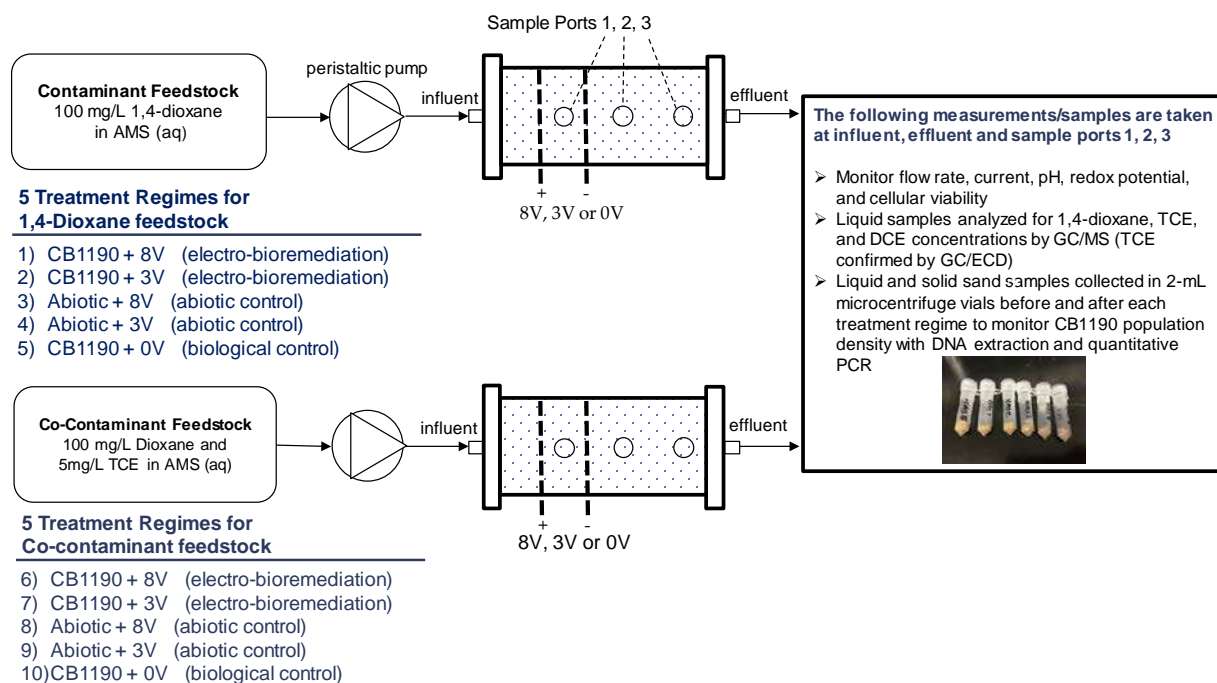 Sample Ports 1, 2, 3
Contaminant Feedstock
100 mg/L 1,4-dioxane
in AMS (aq)
peristaltic pump
influent
effluent
+
-
8V, 3V or 0V
5 Treatment Regimes for
1,4-Dioxane feedstock
1) CB1190 + 8V (electro-bioremediation)
2) CB1190 + 3V (electro-bioremediation)
3) Abiotic + 8V (abiotic control)
4) Abiotic + 3V (abiotic control)
5) CB1190 + 0V (biological control)
The following measurements/samples are taken
at influent, effluent and sample ports 1, 2, 3
➢ Monitor flow rate, current, pH, redox potential,
and cellular viability
➢ Liquid samples analyzed for 1,4-dioxane, TCE,
and DCE concentrations by GC/MS (TCE
confirmed by GC/ECD)
➢ Liquid and solid sand samples collected in 2-mL
microcentrifuge vials before and after each
treatment regime to monitor CB1190 population
density with DNA extraction and quantitative
PCR
Co-Contaminant Feedstock
100 mg/L Dioxane and
5mg/L TCE in AMS (aq)
influent
effluent
+
-
8V, 3V or 0V
5 Treatment Regimes for
Co-contaminant feedstock
6) CB1190 + 8V (electro-bioremediation)
7) CB1190 + 3V (electro-bioremediation)
8) Abiotic + 8V (abiotic control)
9) Abiotic + 3V (abiotic control)
10)CB1190 + 0V (biological control)